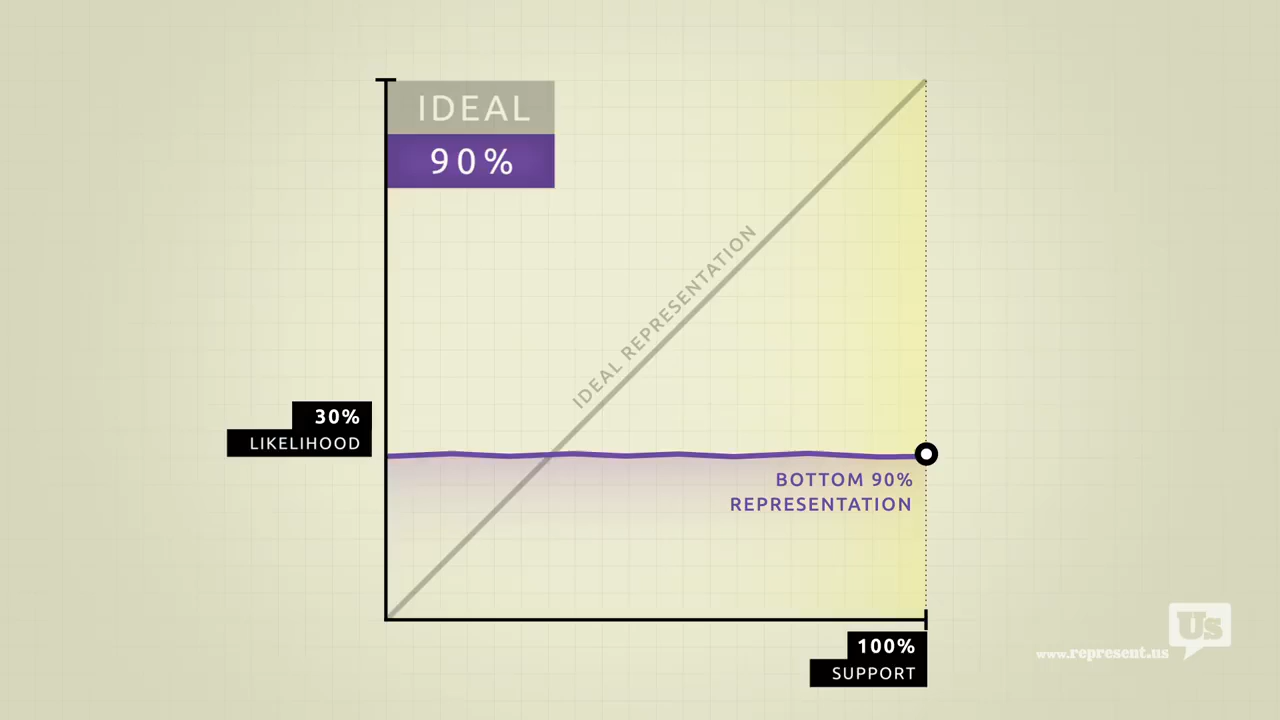 IDEAL
90%
IDEAL REPRESENTATION
30%
LIKELIHOOD
BOTTOM 90%
REPRESENTATION
100%
SUPPORT
Us
www.represent.us